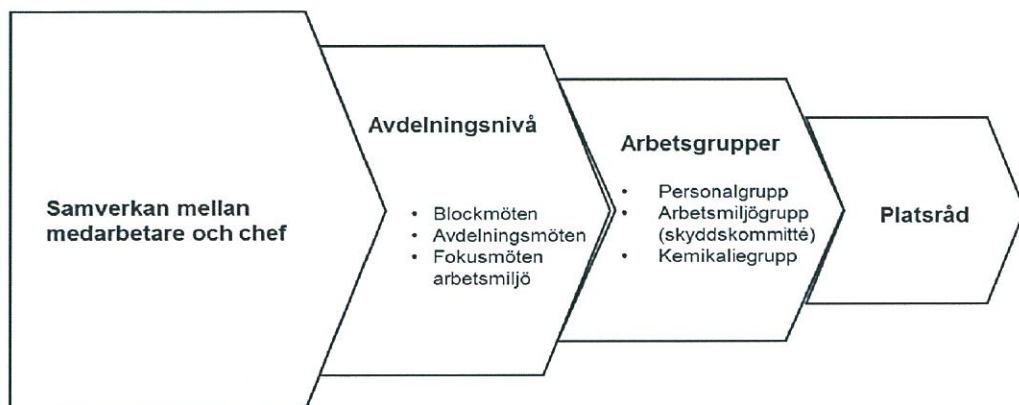 Samverkan mellan
medarbetare och chef
Avdelningsnivå
• Blockmöten
• Avdelningsmöten
• Fokusmöten
arbetsmiljö
Arbetsgrupper
• Personalgrupp
• Arbetsmiljögrupp
(skyddskommitté)
• Kemikaliegrupp
Platsråd